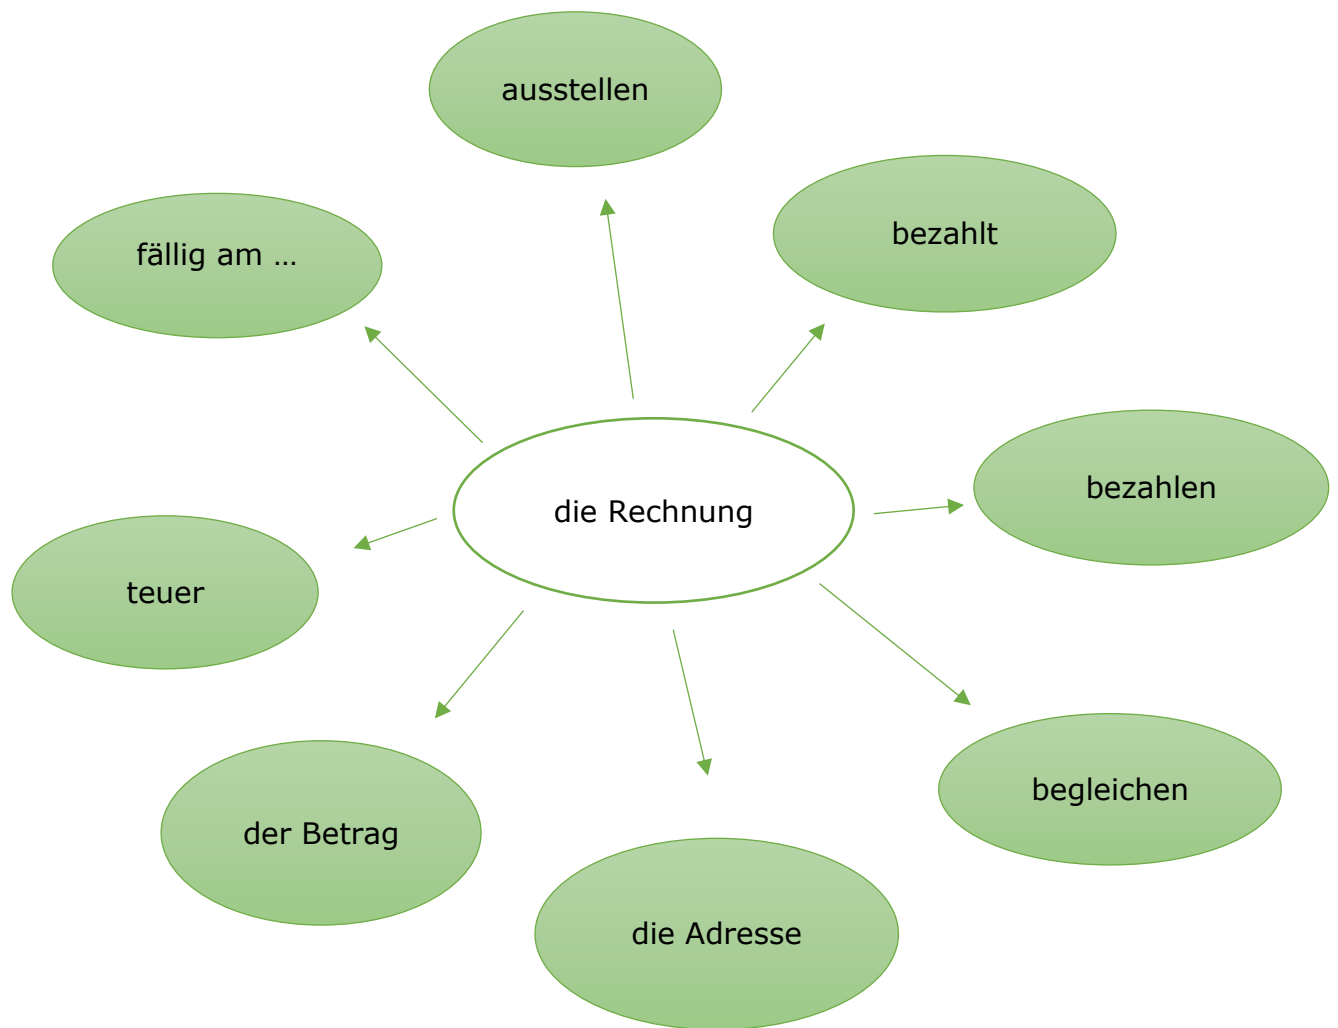 ausstellen
bezahlt
fällig am …
bezahlen
die Rechnung
teuer
begleichen
der Betrag
die Adresse